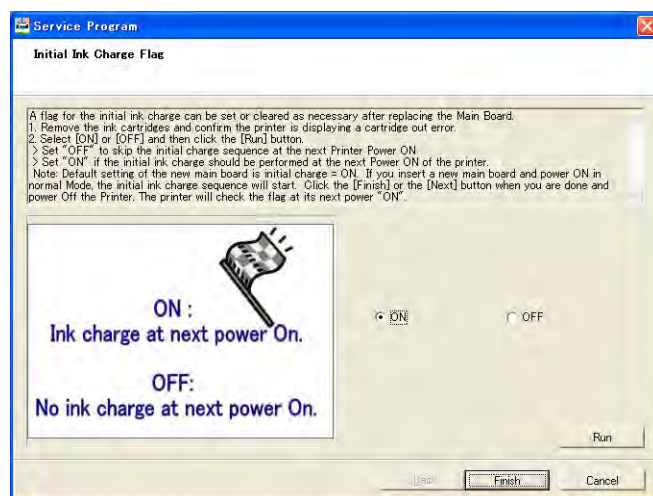 Service Program
Initial Ink Charge Flag
A flag for the initial ink charge can be set or cleared as necessary after replacing the Main Board.
1. Remove the ink cartridges and confirm the printer is displaying a cartridge out error.
2. Select [ON] or [OFF] and then click the [Run] button.
> Set "OFF" to skip the initial charge sequence at the next Printer Power ON
> Set "ON" if the initial ink charge should be performed at the next Power ON of the printer.
Note: Default setting of the new main board is initial charge = ON. If you insert a new main board and power ON in
normal Mode, the initial ink charge sequence will start. Click the [Finish] or the [Next] button when you are done and
power Off the Printer. The printer will check the flag at its next power "ON".
ON :
Ink charge at next power On.
OFF:
No ink charge at next power On.
ON
OFF
Run
Finish
Cancel